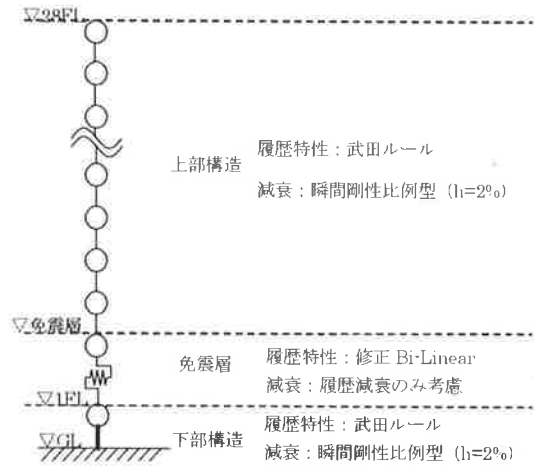 ▽28FL
上部構造
履歴特性：武田ルール
減衰：瞬間剛性比例型 (h=2%)
▽免震層
免震層
履歴特性：修正 Bi-Linear
減衰：履歴減衰のみ考慮
▽1FL
下部構造
履歴特性：武田ルール
減衰：瞬間剛性比例型 (h=2%)
▽GL